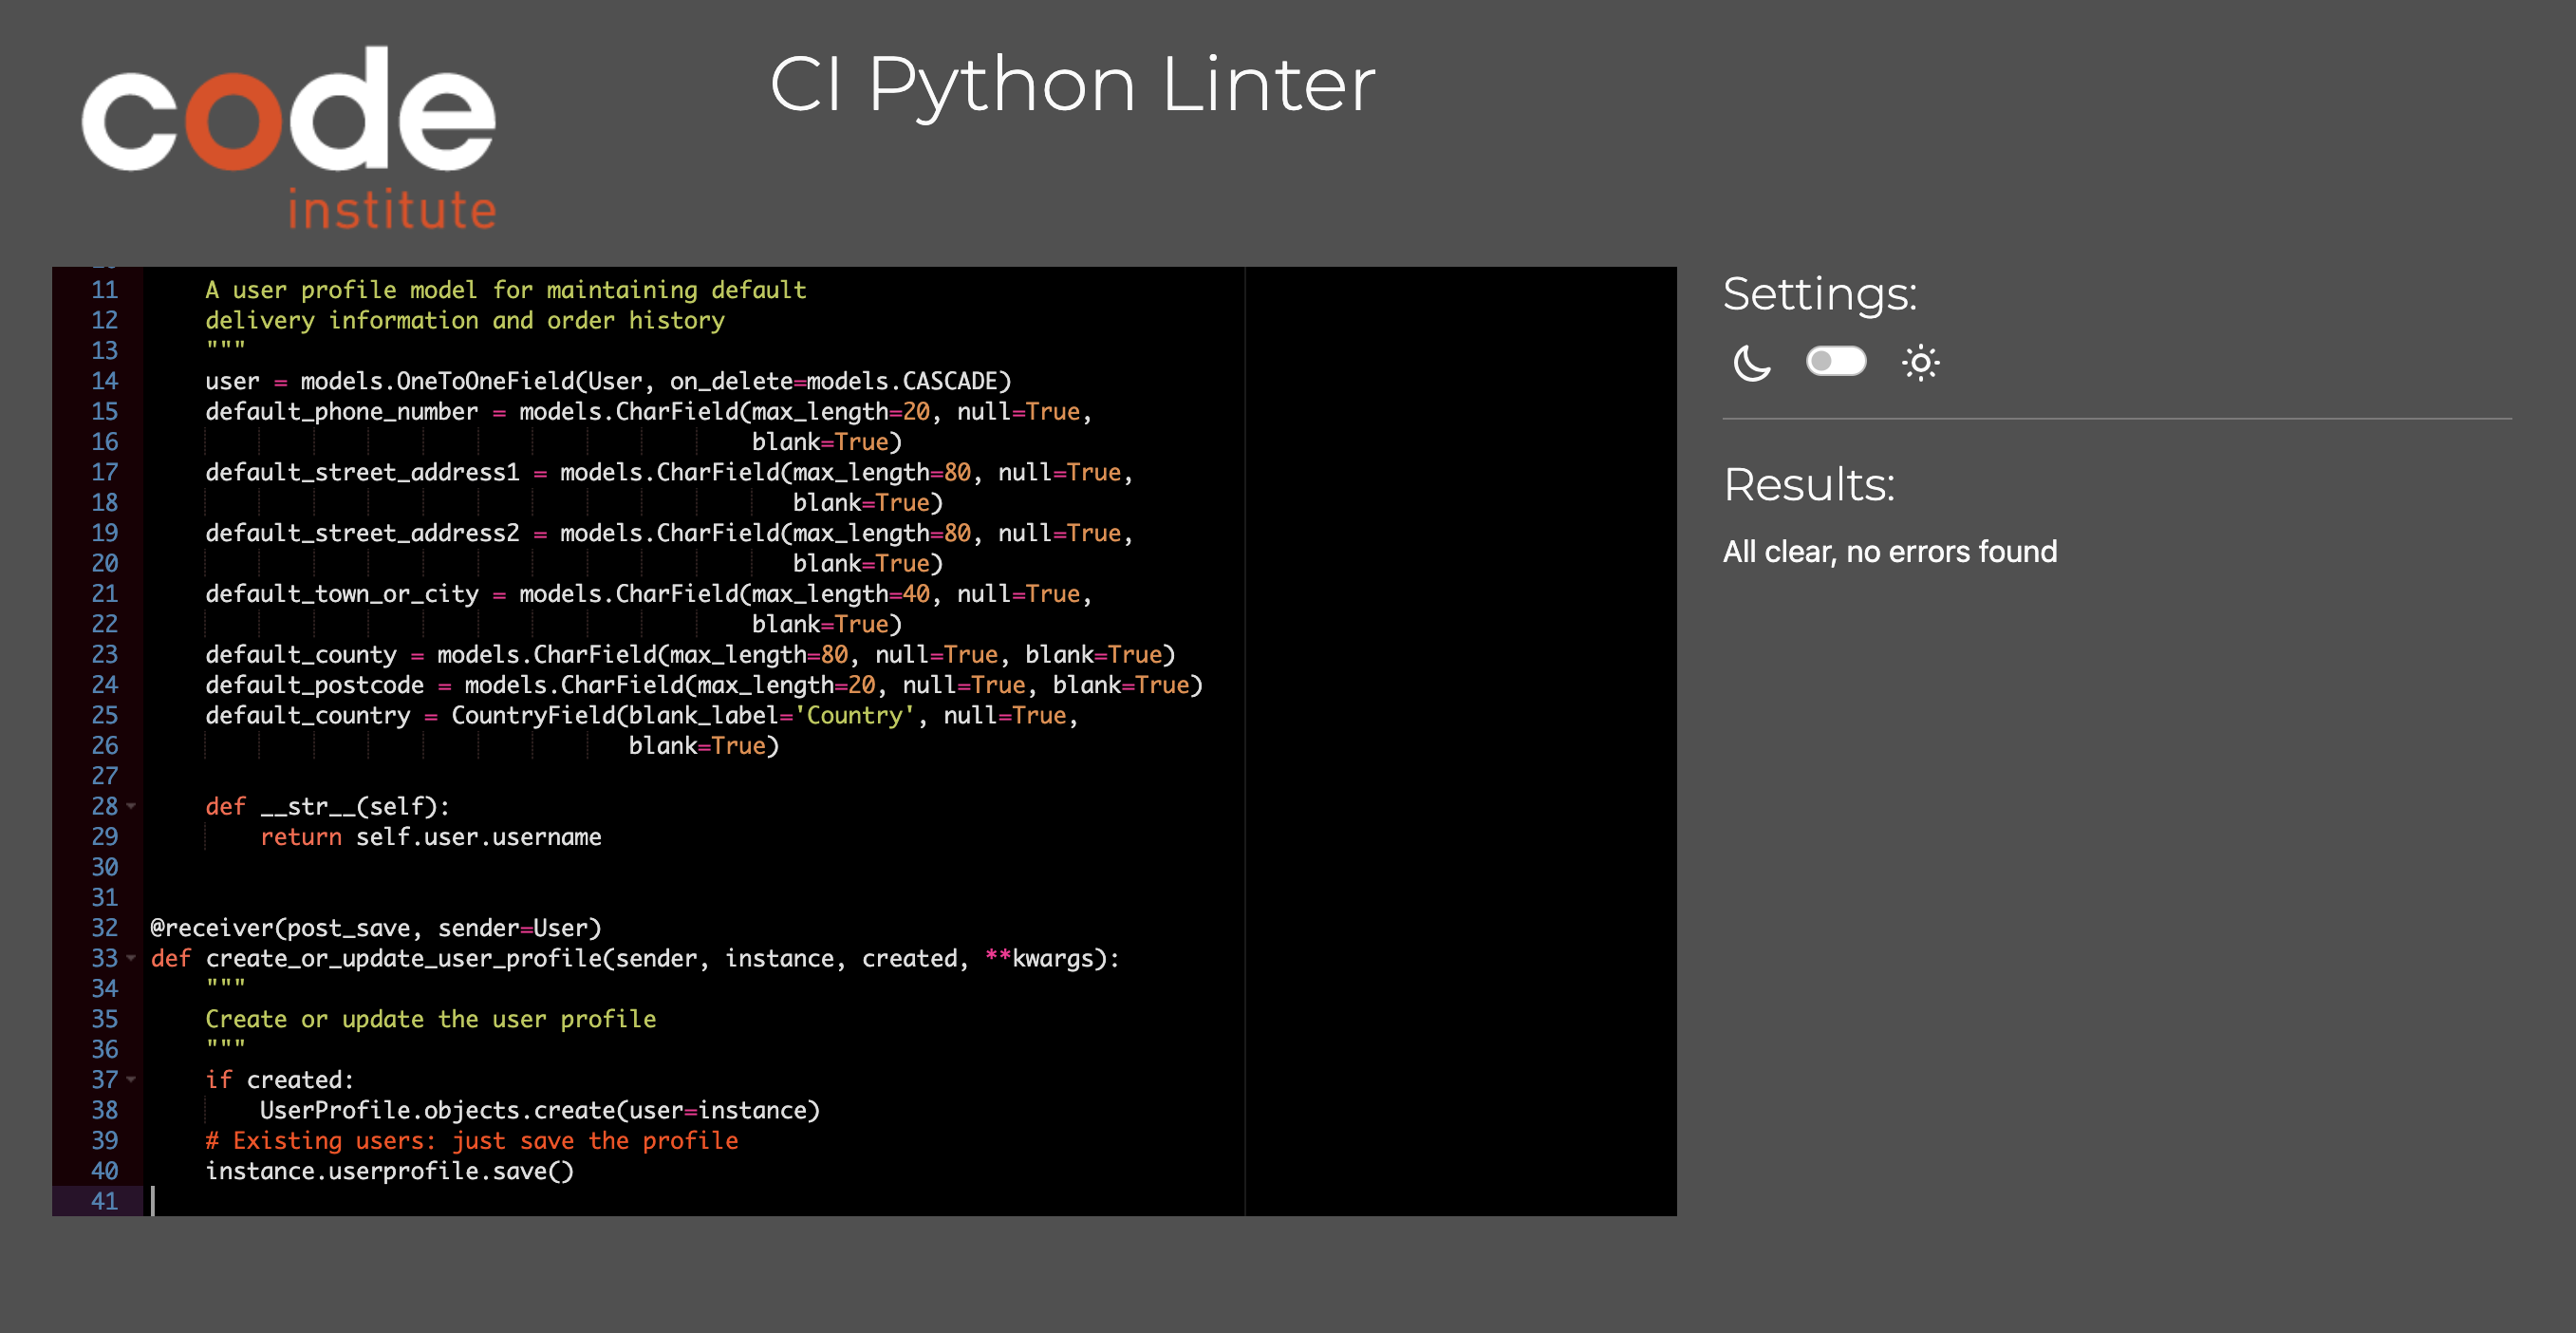 code
institute
CI Python Linter
11 A user profile model for maintaining default
12 delivery information and order history
13 """
14 user = models.OneToOneField(User, on_delete=models.CASCADE)
15 default_phone_number = models.CharField(max_length=20, null=True,
16 blank=True)
17 default_street_address1 = models.CharField(max_length=80, null=True,
18 blank=True)
19 default_street_address2 = models.CharField(max_length=80, null=True,
20 blank=True)
21 default_town_or_city = models.CharField(max_length=40, null=True,
22 blank=True)
23 default_county = models.CharField(max_length=80, null=True, blank=True)
24 default_postcode = models.CharField(max_length=20, null=True, blank=True)
25 default_country = CountryField(blank_label='Country', null=True,
26 blank=True)
27
28 def __str__(self):
29 return self.user.username
30
31
32 @receiver(post_save, sender=User)
33 def create_or_update_user_profile(sender, instance, created, **kwargs):
34 """
35 Create or update the user profile
36 """
37 if created:
38 UserProfile.objects.create(user=instance)
39 # Existing users: just save the profile
40 instance.userprofile.save()
41
Settings:
Results:
All clear, no errors found